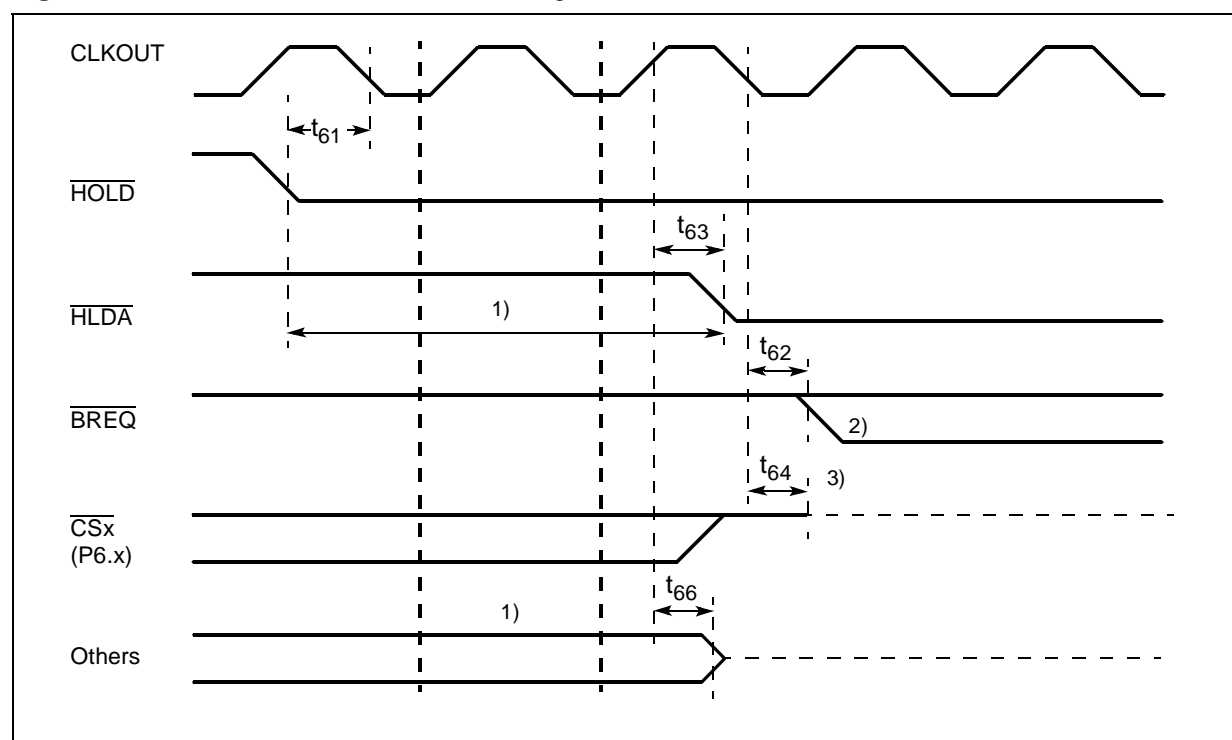 CLKOUT
t61
HOLD
t63
HLDA
1)
t62
BREQ
2)
t64
3)
CSx
(P6.x)
t66
1)
Others